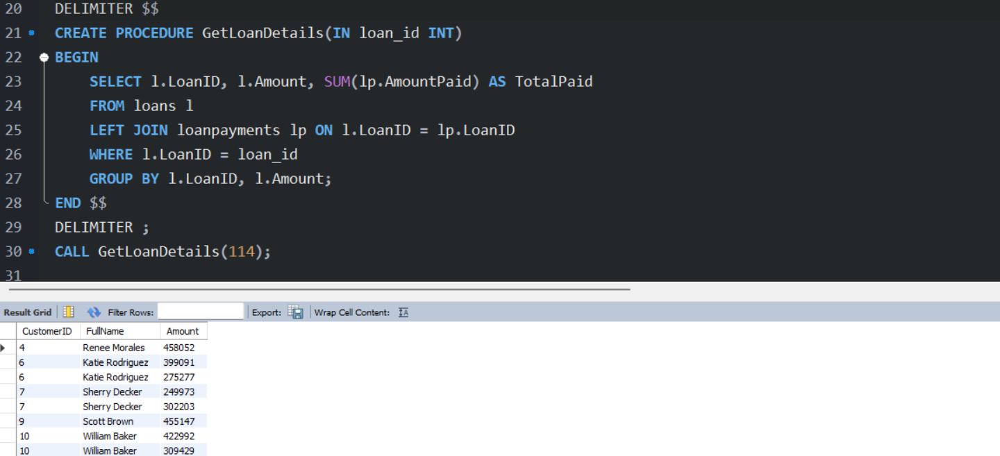 20 DELIMITER $$
21 CREATE PROCEDURE GetLoanDetails(IN loan_id INT)
22 BEGIN
23 SELECT l.LoanID, l.Amount, SUM(lp.AmountPaid) AS TotalPaid
24 FROM loans l
25 LEFT JOIN loanpayments lp ON l.LoanID = lp.LoanID
26 WHERE l.LoanID = loan_id
27 GROUP BY l.LoanID, l.Amount;
28 END $$
29 DELIMITER ;
30 CALL GetLoanDetails(114);
31
Result Grid Filter Rows: Export: Wrap Cell Content: IA
CustomerID FullName Amount
4 Renee Morales 458052
6 Katie Rodriguez 399091
6 Katie Rodriguez 275277
7 Sherry Decker 249973
7 Sherry Decker 302203
9 Scott Brown 455147
10 William Baker 422992
10 William Baker 309429